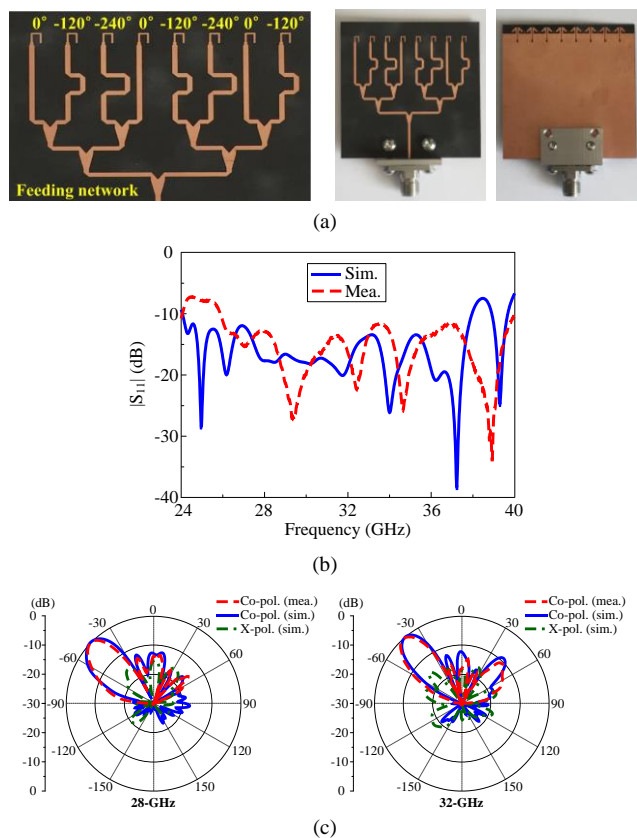 0° -120° -240° 0° -120° -240° 0° -120°
Feeding network
(a)
0
-10
-20
-30
-40
|S11| (dB)
Sim.
Mea.
24 28 32 36 40
Frequency (GHz)
(b)
(dB)
0
-10
-20
-30
-20
-10
0
Co-pol. (mea.)
Co-pol. (sim.)
X-pol. (sim.)
0
-30
30
-60
60
-90
90
-120
120
-150
150
28-GHz
(dB)
0
-10
-20
-30
-20
-10
0
Co-pol. (mea.)
Co-pol. (sim.)
X-pol. (sim.)
0
-30
30
-60
60
-90
90
-120
120
-150
150
32-GHz
(c)